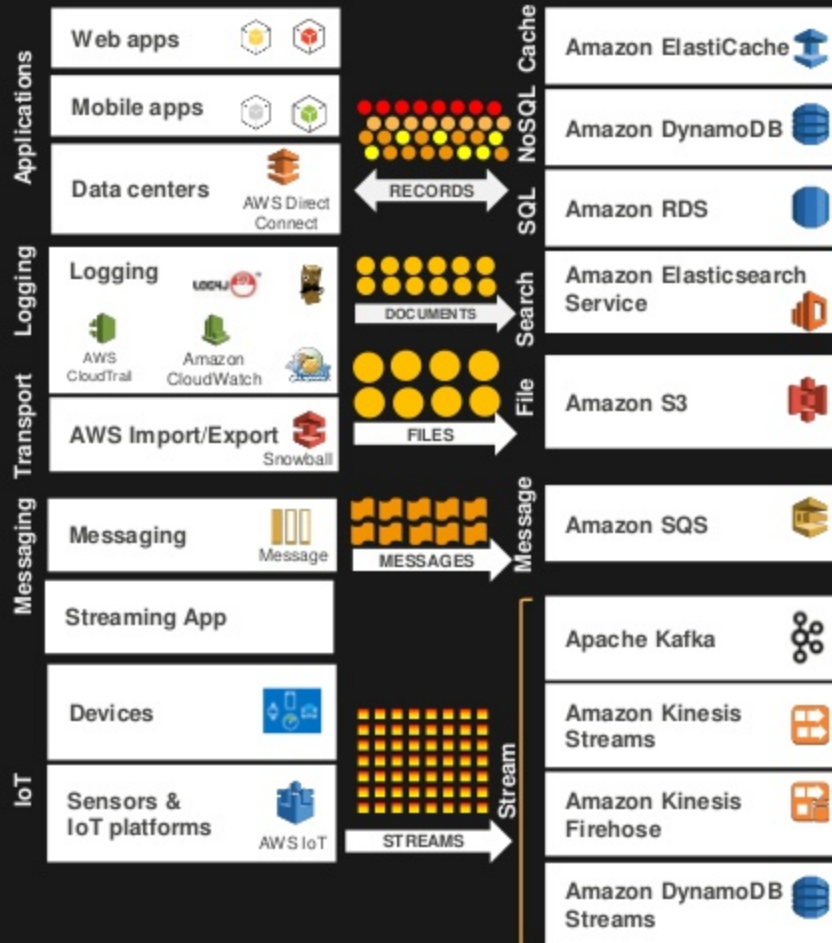 Applications
Web apps
Mobile apps
Data centers
AWS Direct
Connect
RECORDS
Cache
Amazon ElastiCache
NoSQL
Amazon DynamoDB
SQL
Amazon RDS
Logging
Logging
LOG4J
AWS
CloudTrail
Amazon
CloudWatch
DOCUMENTS
Search
Amazon Elasticsearch
Service
Transport
AWS Import/Export
Snowball
FILES
File
Amazon S3
Messaging
Messaging
Message
MESSAGES
Message
Amazon SQS
Streaming App
IoT
Devices
Sensors &
IoT platforms
AWS IoT
STREAMS
Stream
Apache Kafka
Amazon Kinesis
Streams
Amazon Kinesis
Firehose
Amazon DynamoDB
Streams